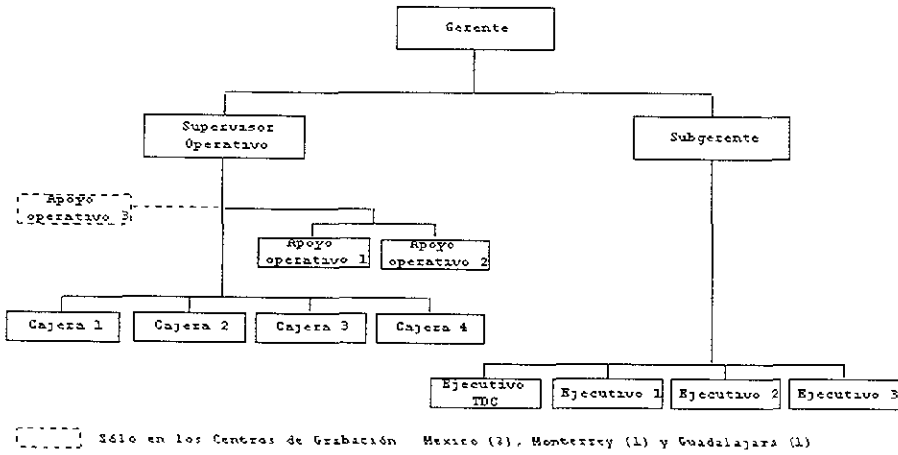 Gerente
Supervisor
Operativo
Subgerente
Apoyo
operativo 3
Apoyo
operativo 1
Apoyo
operativo 2
Cajera 1
Cajera 2
Cajera 3
Cajera 4
Ejecutivo
TDC
Ejecutivo 1
Ejecutivo 2
Ejecutivo 3
Sólo en los Centros de Grabación Mexico Monterrey (1) y Guadalajara (1)